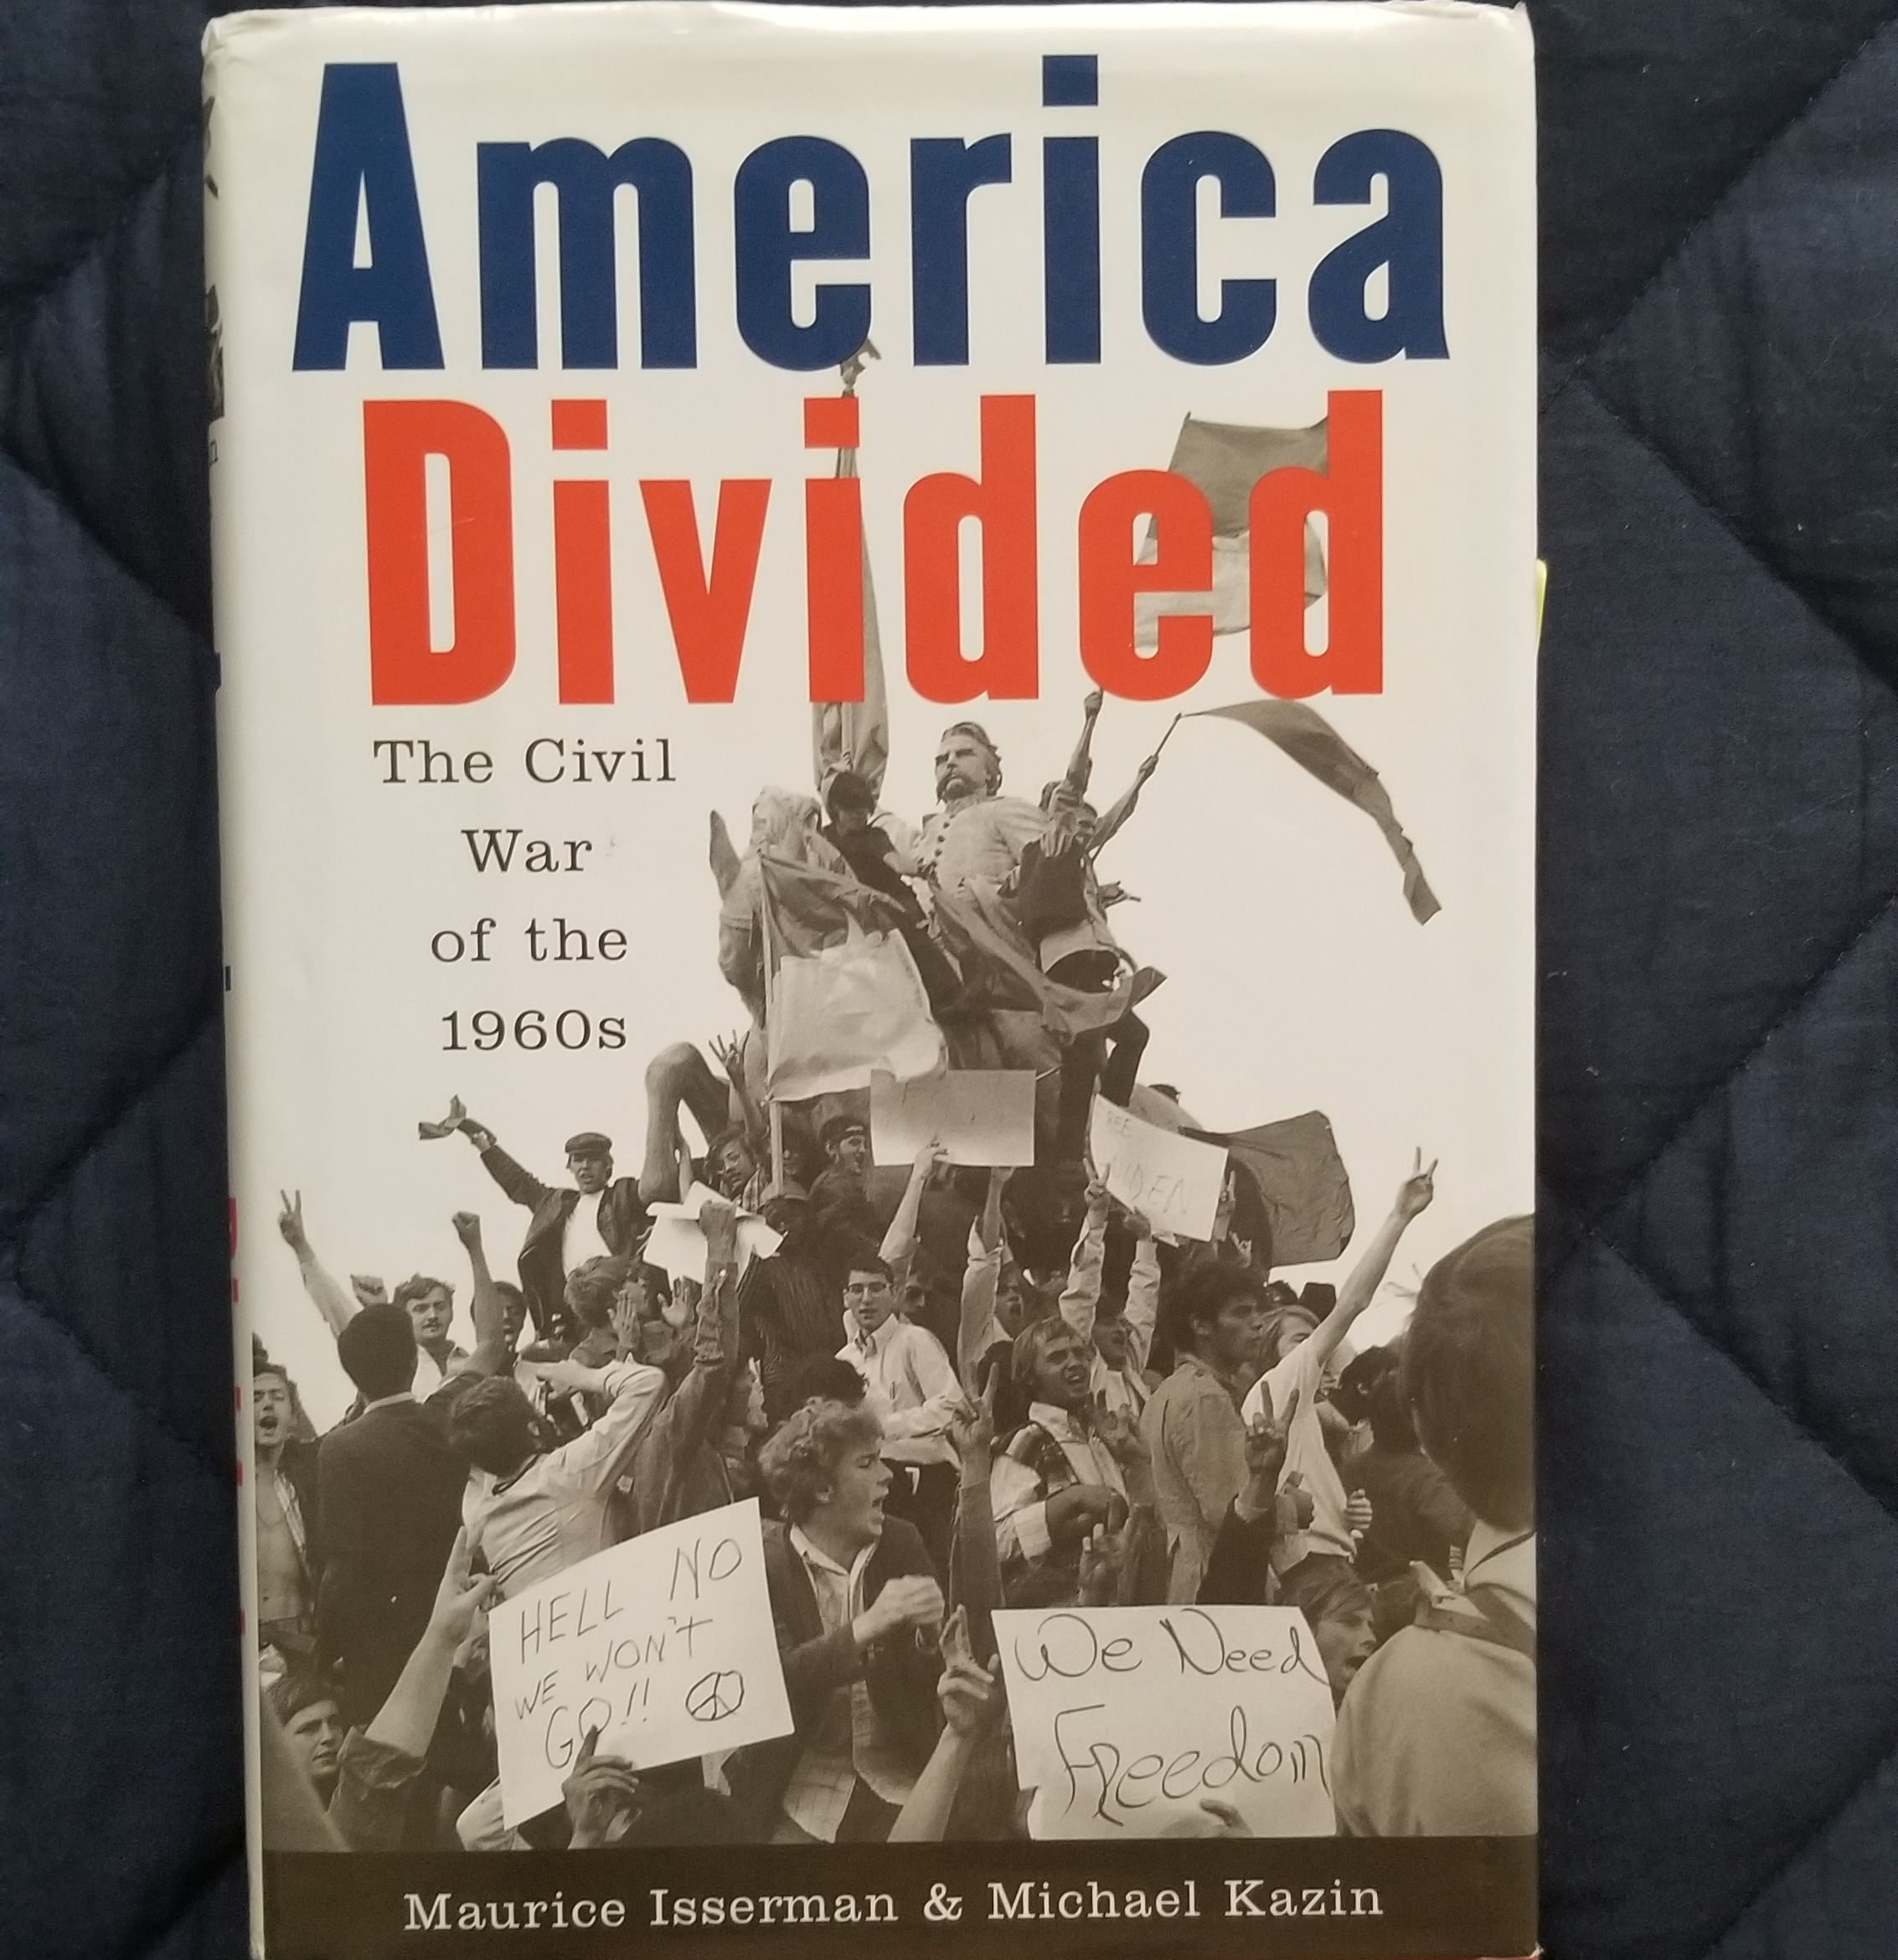 America
Divided
The Civil
War
of the
1960s
HELL NO
WE WON'T
GO!!
We Need
Freedom
Maurice Isserman & Michael Kazin